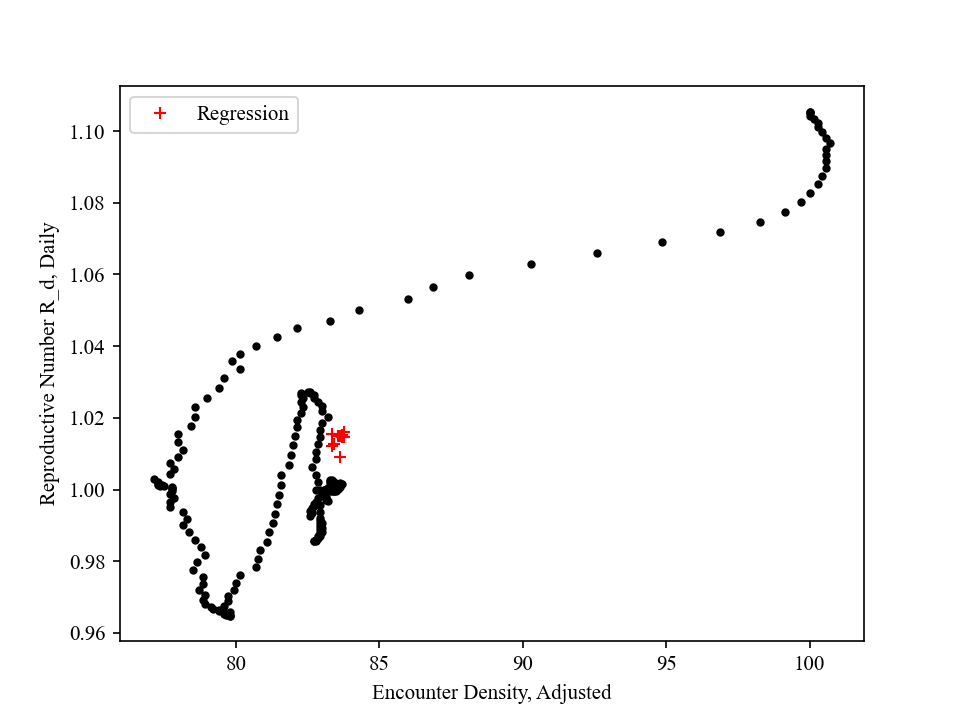 Regression
1.10
1.08
1.06
1.04
1.02
1.00
0.98
0.96
Reproductive Number R_d, Daily
80 85 90 95 100
Encounter Density, Adjusted